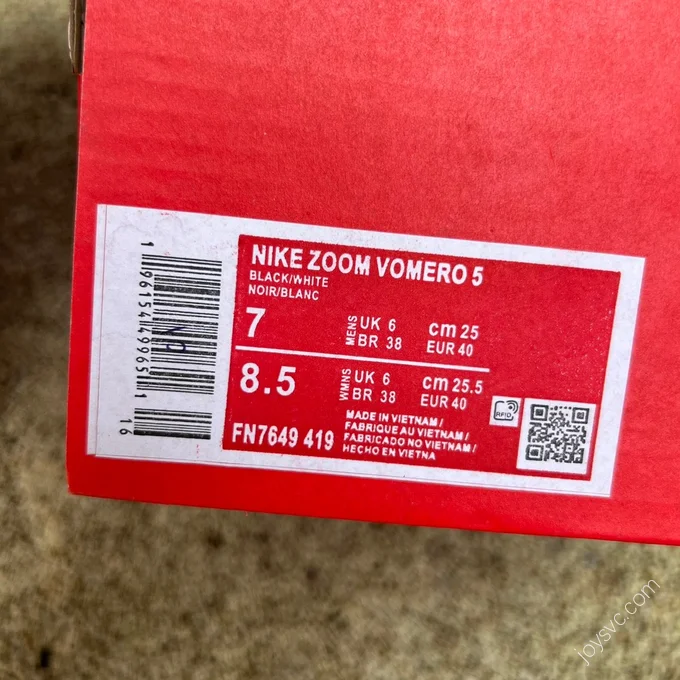 NIKE ZOOM VOMERO 5
BLACK/WHITE
NOIR/BLANC
7
MENS
UK 6
BR 38
cm 25
EUR 40
8.5
WMNS
UK 6
BR 38
cm 25.5
EUR 40
FN7649 419
MADE IN VIETNAM/
FABRIQUE AU VIETNAM/
FABRICADO NO VIETNAM/
HECHO EN VIETNA
RFID
16
joysvc.com